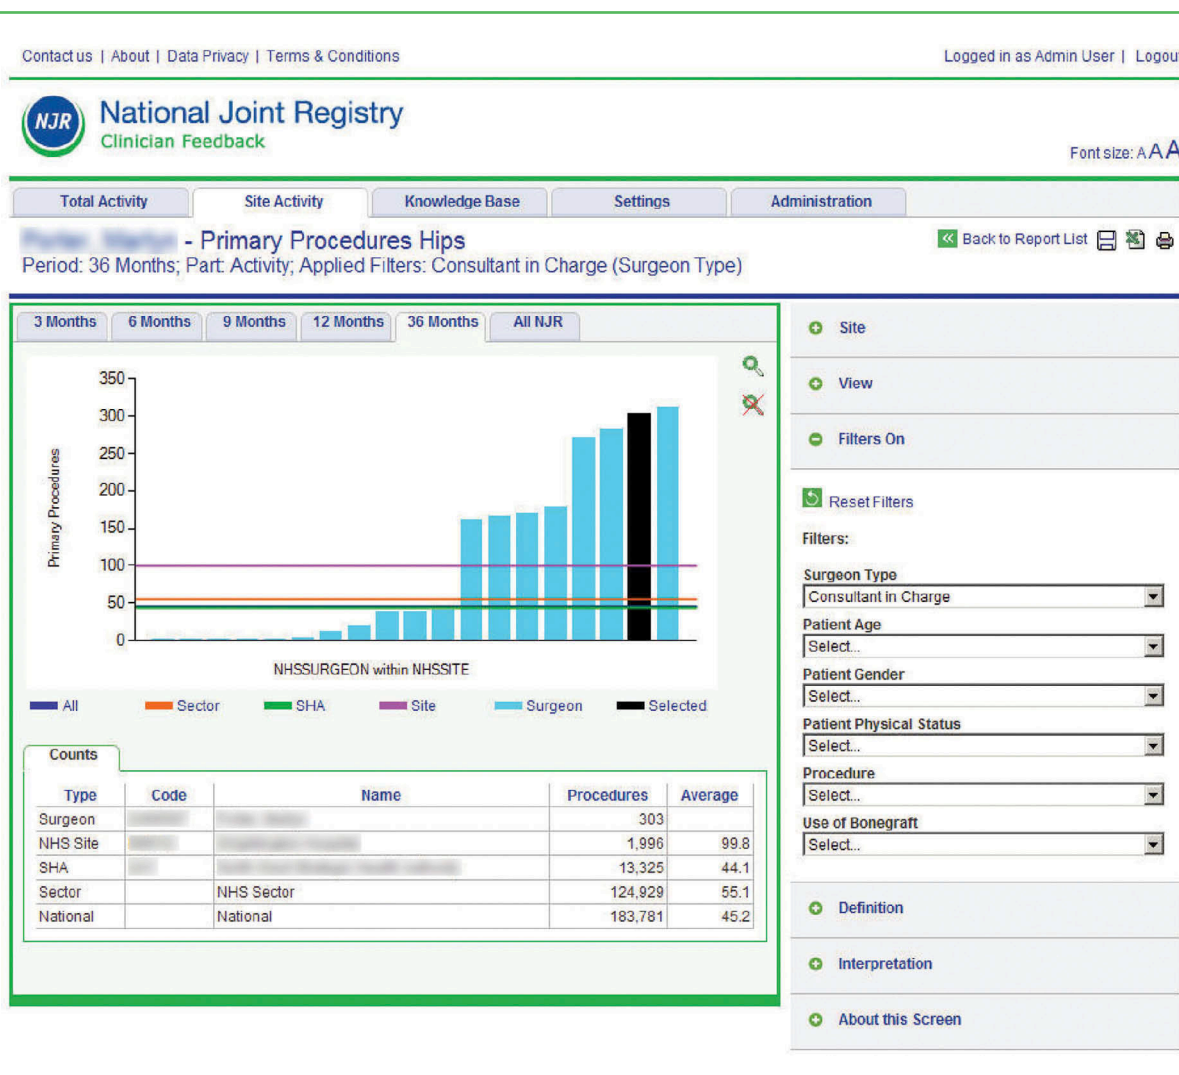 Contact us | About | Data Privacy | Terms & Conditions
Logged in as Admin User | Logout
NJR
National Joint Registry
Clinician Feedback
Font size: A A A
Total Activity
Site Activity
Knowledge Base
Settings
Administration
- Primary Procedures Hips
Back to Report List
Period: 36 Months; Part: Activity; Applied Filters: Consultant in Charge (Surgeon Type)
3 Months
6 Months
9 Months
12 Months
36 Months
All NJR
350
300
250
200
150
100
50
0
Primary Procedures
NHSSURGEON within NHSSITE
All
Sector
SHA
Site
Surgeon
Selected
Counts
Type Code Name Procedures Average
Surgeon 303
NHS Site 1,996 99.8
SHA 13,325 44.1
Sector NHS Sector 124,929 55.1
National National 183,781 45.2
Site
View
Filters On
Reset Filters
Filters:
Surgeon Type
Consultant in Charge
Patient Age
Select...
Patient Gender
Select...
Patient Physical Status
Select...
Procedure
Select...
Use of Bonegraft
Select...
Definition
Interpretation
About this Screen